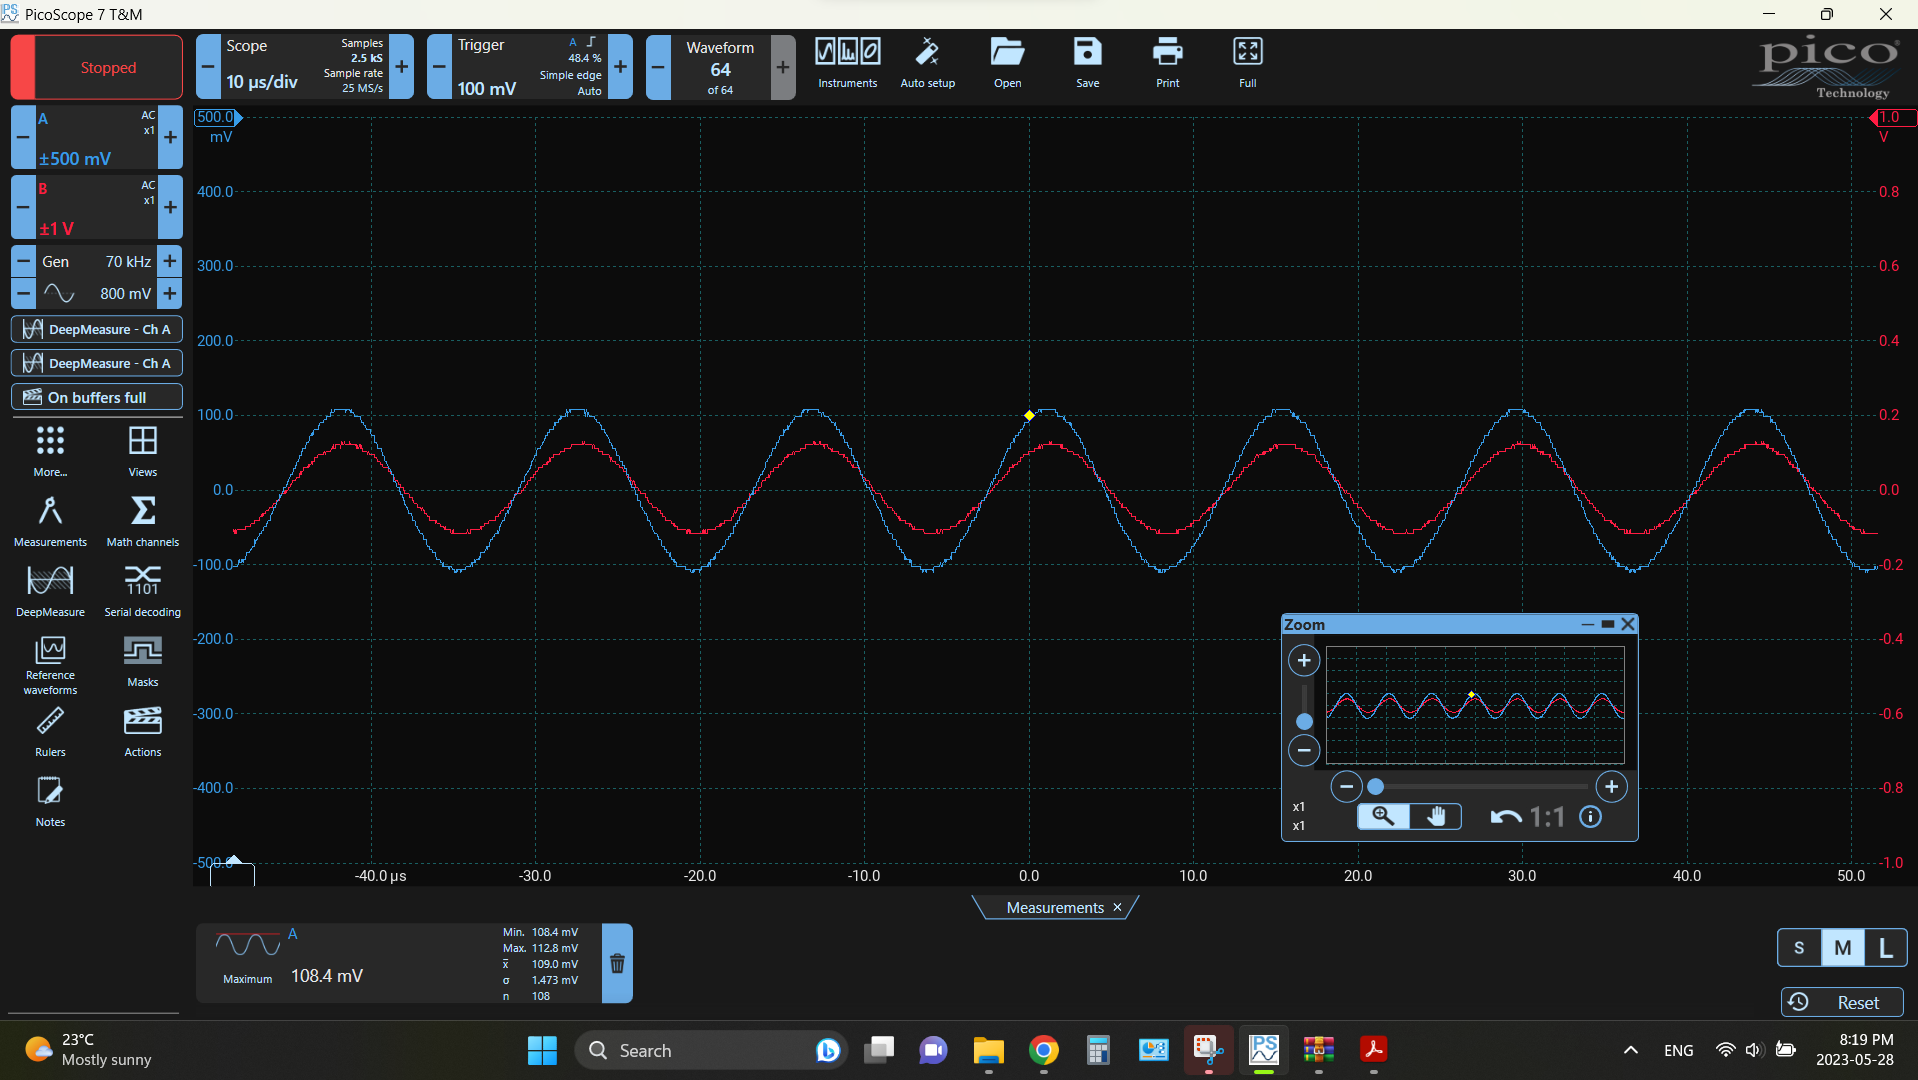 PicoScope 7 T&M
Stopped
Scope
10 µs/div
Samples
2.5 kS
Sample rate
25 MS/s
Trigger
100 mV
A
48.4 %
Simple edge
Auto
Waveform
64
of 64
Instruments
Auto setup
Open
Save
Print
Full
pico
Technology
A
AC
x1
±500 mV
B
AC
x1
±1 V
Gen
70 kHz
800 mV
DeepMeasure - Ch A
DeepMeasure - Ch A
On buffers full
More...
Views
Measurements
Math channels
DeepMeasure
1101
Serial decoding
Reference
waveforms
Masks
Rulers
Actions
Notes
500.0
mV
400.0
300.0
200.0
100.0
0.0
-100.0
-200.0
-300.0
-400.0
-500.0
1.0
V
0.8
0.6
0.4
0.2
0.0
-0.2
-0.4
-0.6
-0.8
-1.0
-40.0 µs
-30.0
-20.0
-10.0
0.0
10.0
20.0
30.0
40.0
50.0
Zoom
x1
x1
1:1
Measurements
A
Maximum
108.4 mV
Min. 108.4 mV
Max. 112.8 mV
x̄ 109.0 mV
σ 1.473 mV
n 108
S
M
L
Reset
23°C
Mostly sunny
Search
PS
ENG
8:19 PM
2023-05-28